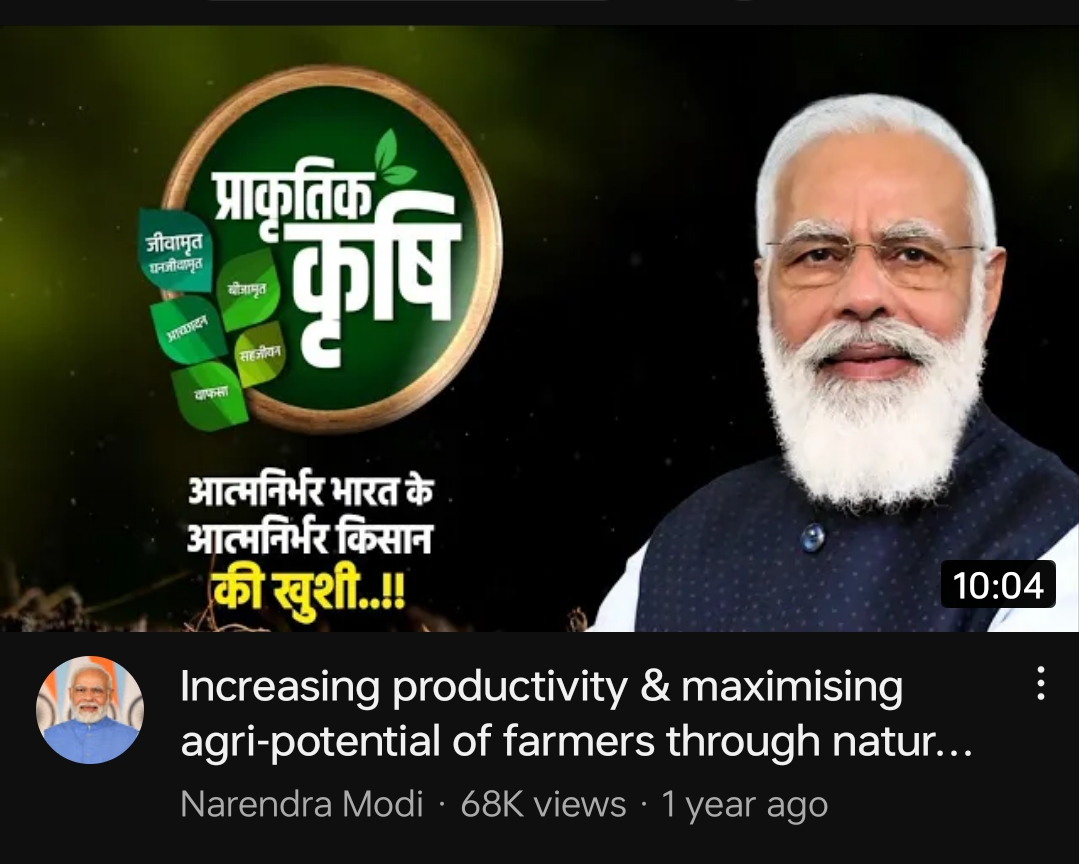 प्राकृतिक
कृषि
जीवामृत
घनजीवामृत
बीजामृत
आच्छादन
सहजीवन
वाफसा
आत्मनिर्भर भारत के
आत्मनिर्भर किसान
की खुशी..!!
10:04
Increasing productivity & maximising
agri-potential of farmers through natur...
Narendra Modi · 68K views · 1 year ago